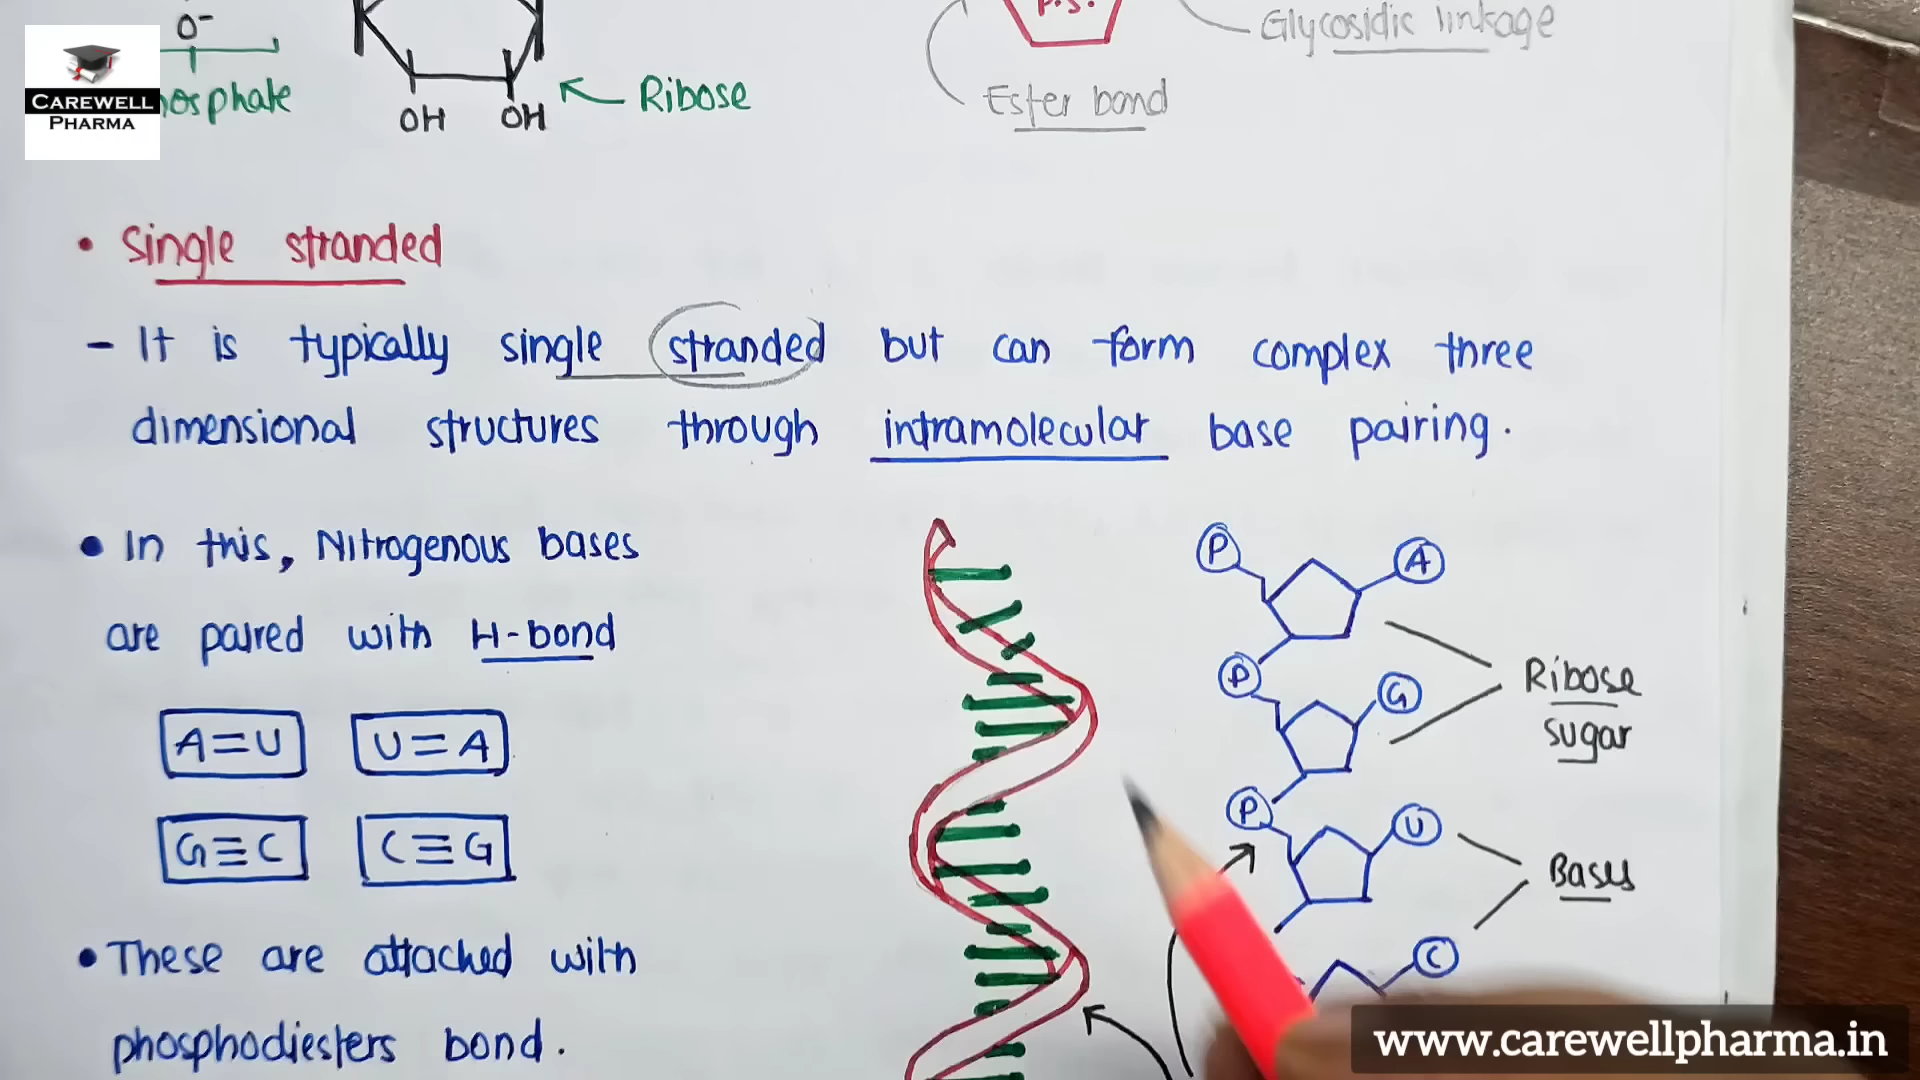 O⁻
P.S.
Glycosidic linkage
CAREWELL
PHARMA
Ribose
Ester bond
OH
OH
• Single stranded
- It is typically single stranded but can form complex three
dimensional structures through intramolecular base pairing.
• In this, Nitrogenous bases
are paired with H-bond
A=U U=A
G≡C C≡G
• These are attached with
phosphodiesters bond.
P
A
P
G
Ribose
sugar
P
U
Bases
C
www.carewellpharma.in